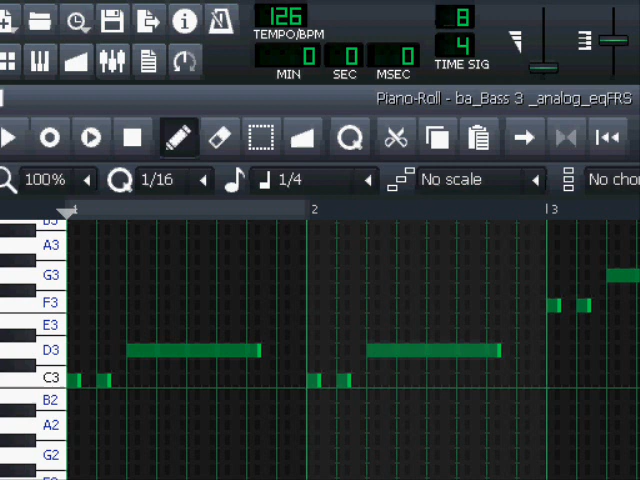 126
8
TEMPO/BPM
0 0 0
4
MIN SEC MSEC
TIME SIG
Piano-Roll - ba_Bass 3 _analog_eqFRS
100% 1/16 1/4 No scale No chor
1 2 3
B3
A3
G3
F3
E3
D3
C3
B2
A2
G2